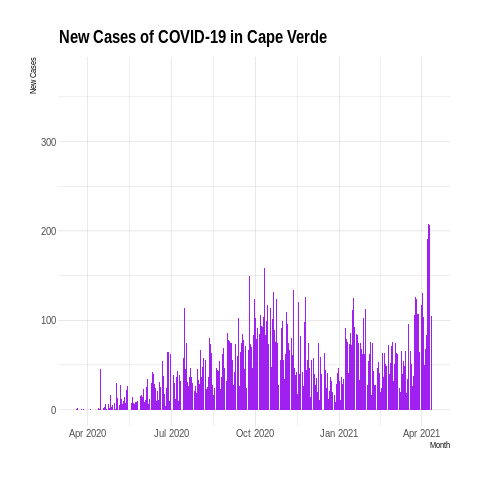 New Cases of COVID-19 in Cape Verde
New Cases
300
200
100
0
Apr 2020 Jul 2020 Oct 2020 Jan 2021 Apr 2021
Month